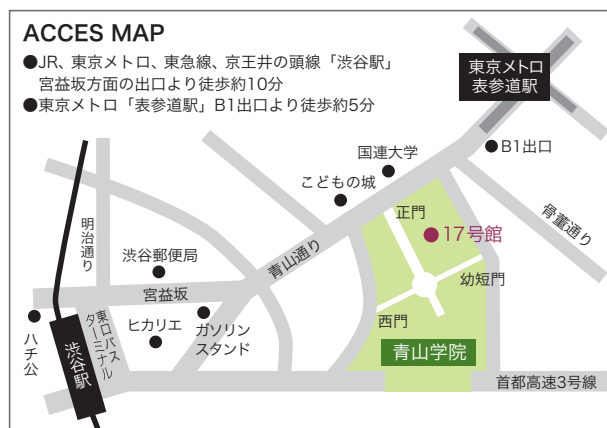 ACCES MAP
●JR、東京メトロ、東急線、京王井の頭線「渋谷駅」
宮益坂方面の出口より徒歩約10分
●東京メトロ「表参道駅」B1出口より徒歩約5分
東京メトロ
表参道駅
B1出口
国連大学
こどもの城
正門
17号館
骨董通り
明治通り
青山通り
渋谷郵便局
幼短門
宮益坂
東口バス
ターミナル
ヒカリエ
ガソリン
スタンド
西門
ハチ公
渋谷駅
青山学院
首都高速3号線